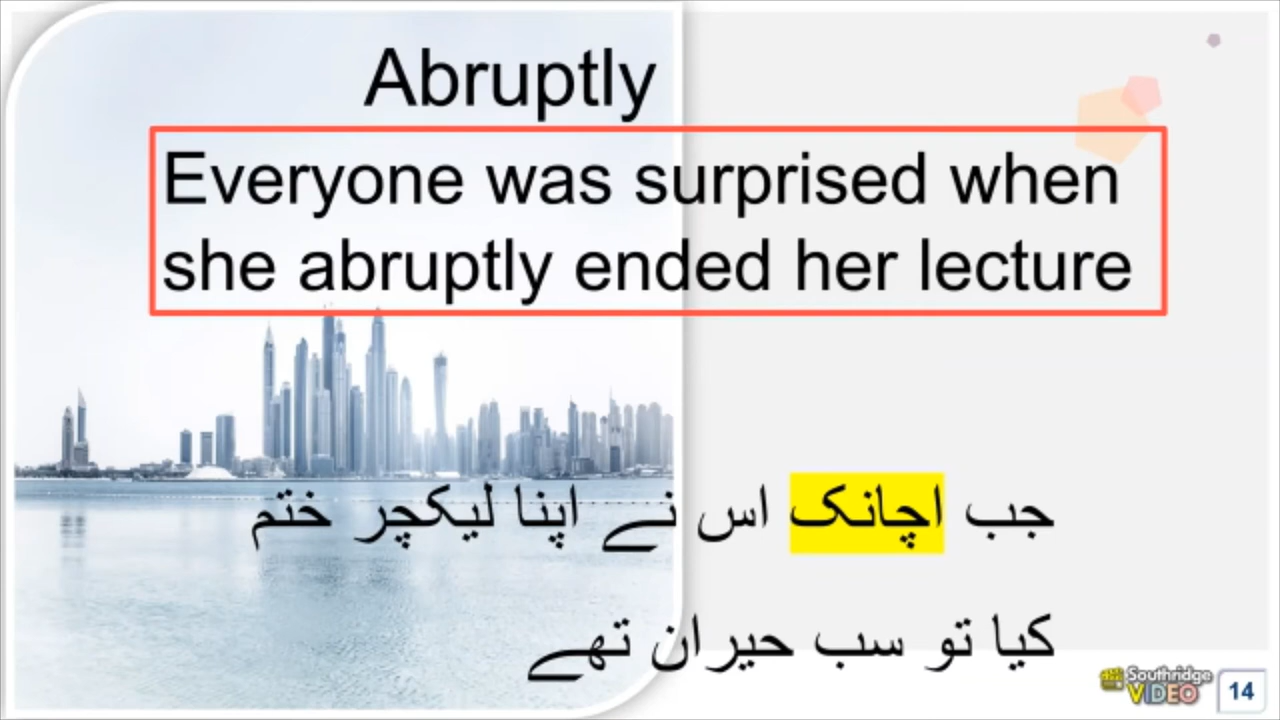 Abruptly
Everyone was surprised when
she abruptly ended her lecture
جب اچانک اس نے اپنا لیکچر ختم
کیا تو سب حیران تھے
Southridge
VIDEO
14